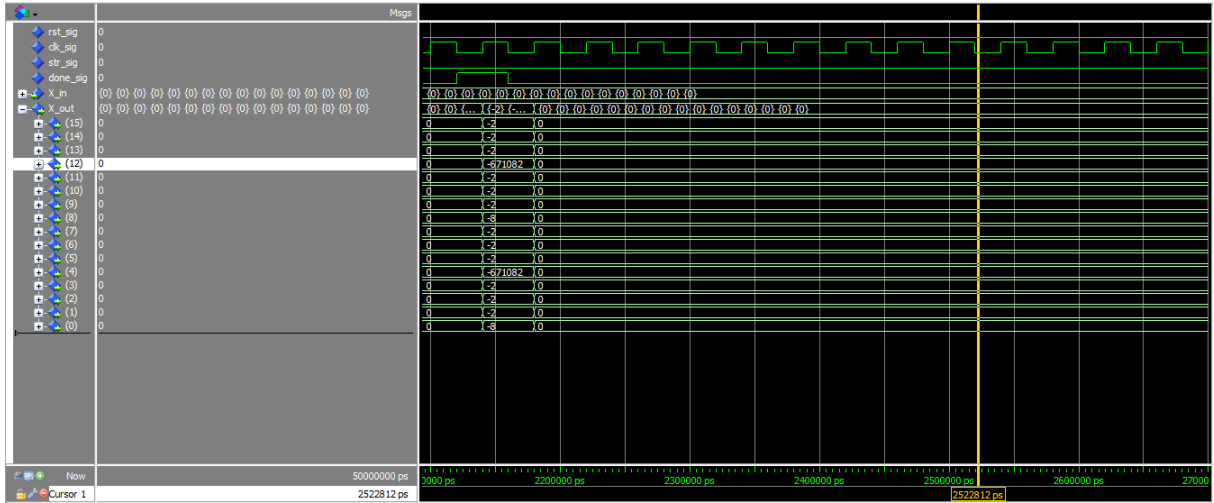 Msgs
rst_sig 0
clk_sig 0
str_sig 0
done_sig 0
X_in {0} {0} {0} {0} {0} {0} {0} {0} {0} {0} {0} {0} {0} {0} {0} {0} {0} {0} {0} {0} {0} {0} {0} {0} {0} {0} {0} {0} {0} {0} {0} {0}
X_out {0} {0} {0} {0} {0} {0} {0} {0} {0} {0} {0} {0} {0} {0} {0} {0} {0} {0} {... {-2} {-... {0} {0} {0} {0} {0} {0} {0} {0} {0} {0} {0} {0} {0} {0} {0} {0}
(15) 0 0 -2 0
(14) 0 0 -2 0
(13) 0 0 -2 0
(12) 0 0 -671082 0
(11) 0 0 -2 0
(10) 0 0 -2 0
(9) 0 0 -2 0
(8) 0 0 -8 0
(7) 0 0 -2 0
(6) 0 0 -2 0
(5) 0 0 -2 0
(4) 0 0 -671082 0
(3) 0 0 -2 0
(2) 0 0 -2 0
(1) 0 0 -2 0
(0) 0 0 -8 0
Now 50000000 ps 0000 ps 2200000 ps 2300000 ps 2400000 ps 2500000 ps 2600000 ps 27000
Cursor 1 2522812 ps 2522812 ps